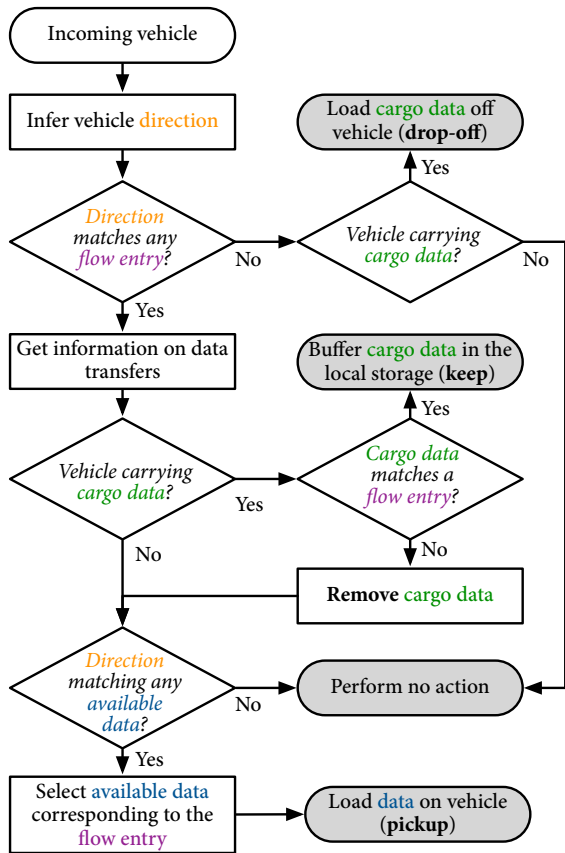 Incoming vehicle
Infer vehicle direction
Load cargo data off
vehicle (drop-off)
Yes
Direction
matches any
flow entry?
No
Vehicle carrying
cargo data?
No
Yes
Get information on data
transfers
Buffer cargo data in the
local storage (keep)
Yes
Vehicle carrying
cargo data?
Yes
Cargo data
matches a
flow entry?
No
No
Remove cargo data
Direction
matching any
available
data?
No
Perform no action
Yes
Select available data
corresponding to the
flow entry
Load data on vehicle
(pickup)